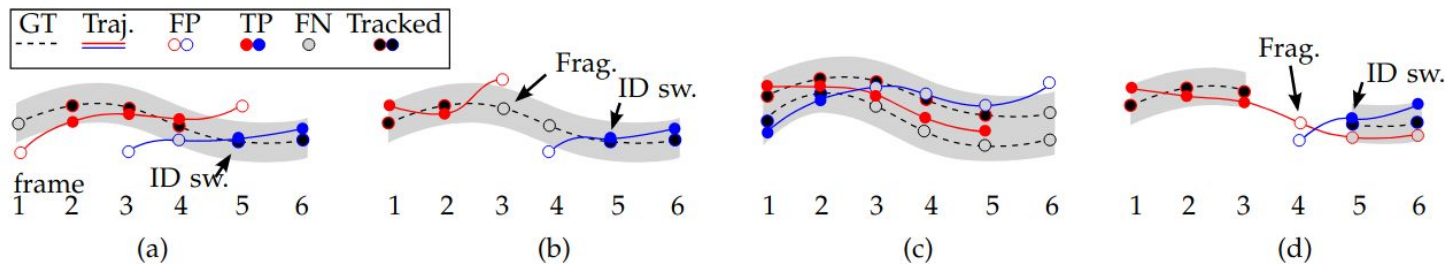 GT Traj. FP TP FN Tracked
Frag.
ID sw.
Frag.
ID sw.
ID sw.
frame
1 2 3 4 5 6
1 2 3 4 5 6
1 2 3 4 5 6
1 2 3 4 5 6
(a) (b) (c) (d)